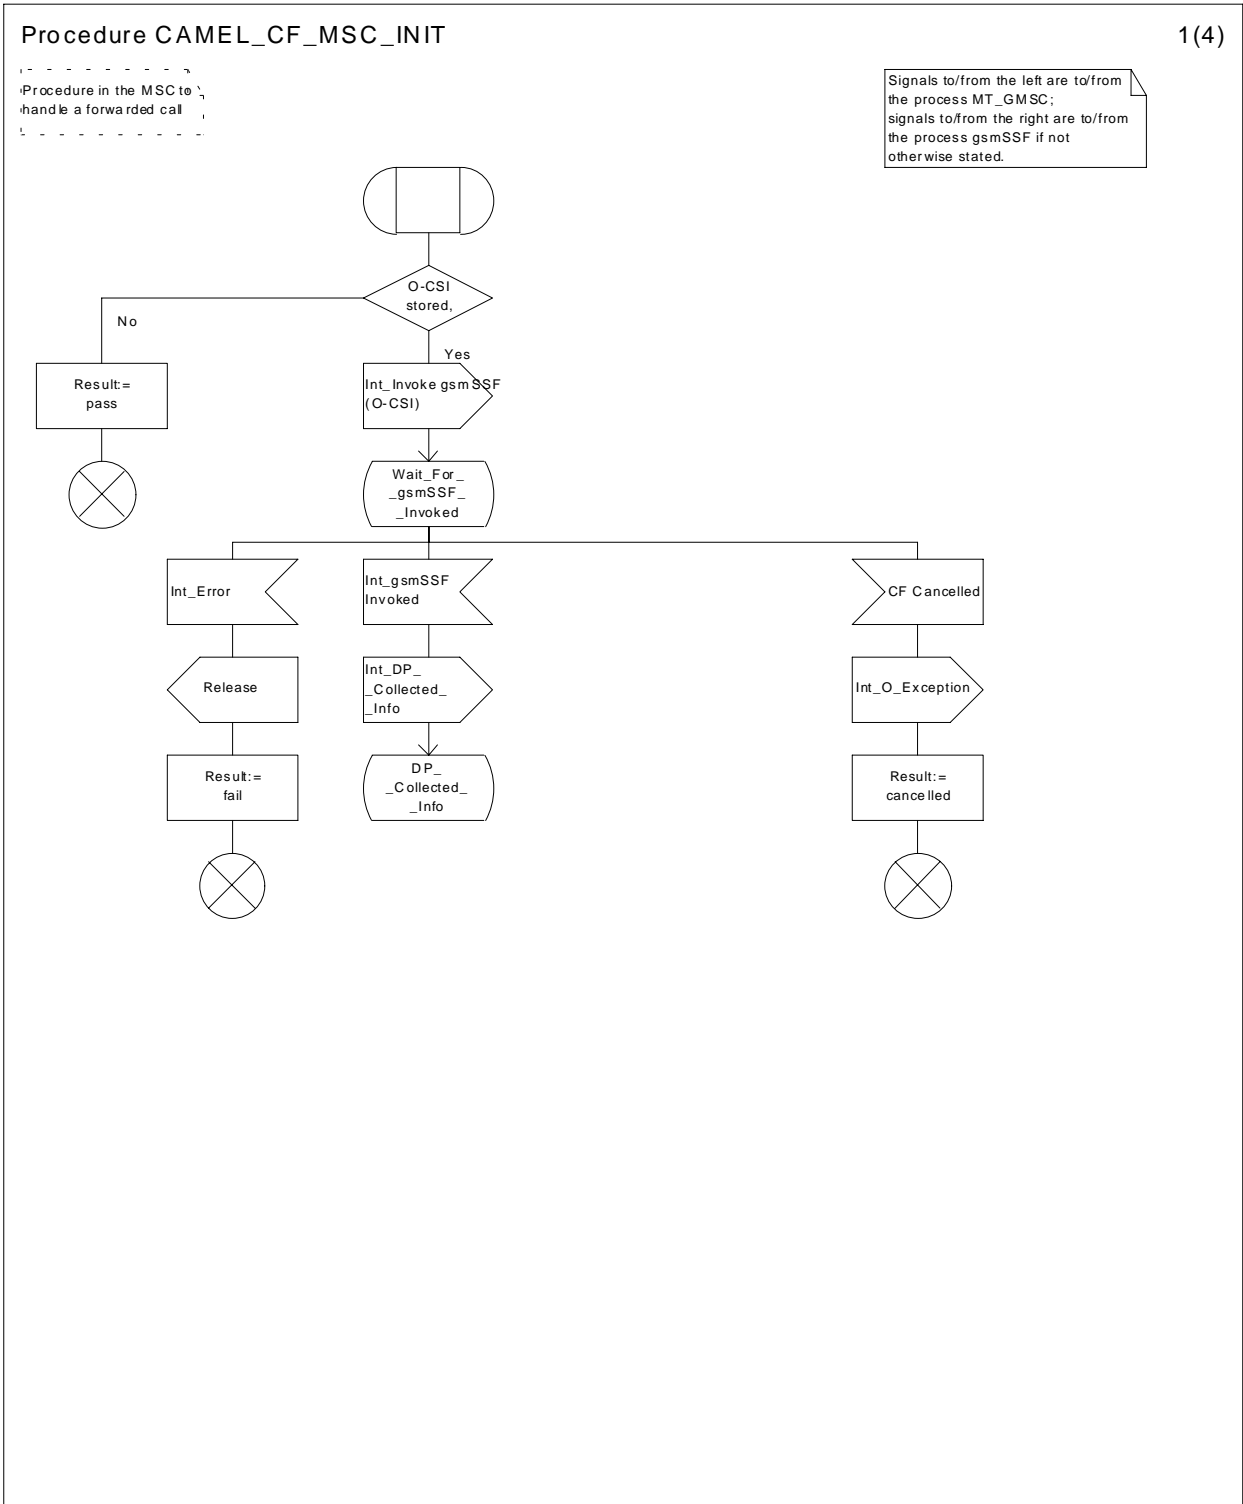 Procedure CAMEL_CF_MSC_INIT
1(4)
Procedure in the MSC to
handle a forwarded call
Signals to/from the left are to/from
the process MT_GMSC;
signals to/from the right are to/from
the process gsmSSF if not
otherwise stated.
O-CSI
stored,
No
Yes
Result:=
pass
Int_Invoke gsmSSF
(O-CSI)
Wait_For_
_gsmSSF_
_Invoked
Int_Error
Int_gsmSSF
Invoked
CF Cancelled
Release
Int_DP_
_Collected_
_Info
Int_O_Exception
Result:=
fail
DP_
_Collected_
_Info
Result:=
cancelled